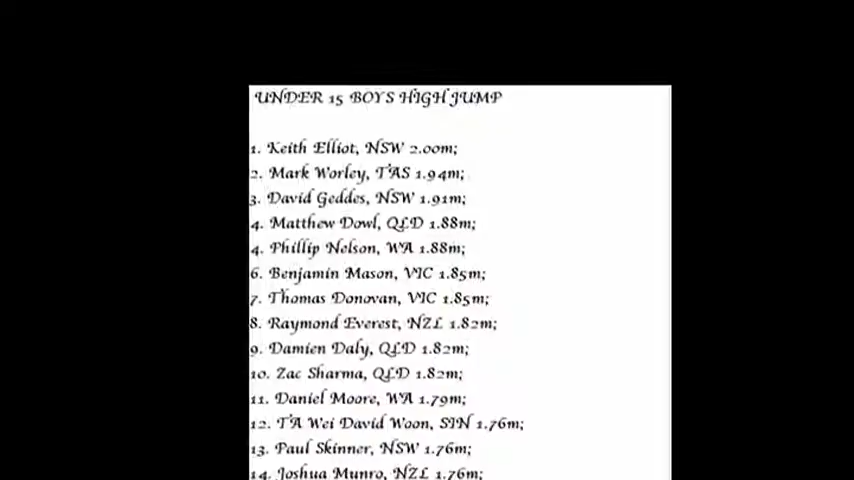 UNDER 15 BOYS HIGH JUMP
1. Keith Elliot, NSW 2.00m;
2. Mark Worley, TAS 1.94m;
3. David Geddes, NSW 1.91m;
4. Matthew Dowl, QLD 1.88m;
4. Phillip Nelson, WA 1.88m;
6. Benjamin Mason, VIC 1.85m;
7. Thomas Donovan, VIC 1.85m;
8. Raymond Everest, NZL 1.82m;
9. Damien Daly, QLD 1.82m;
10. Zac Sharma, QLD 1.82m;
11. Daniel Moore, WA 1.79m;
12. TA Wei David Woon, SIN 1.76m;
13. Paul Skinner, NSW 1.76m;
14. Joshua Munro, NZL 1.76m;